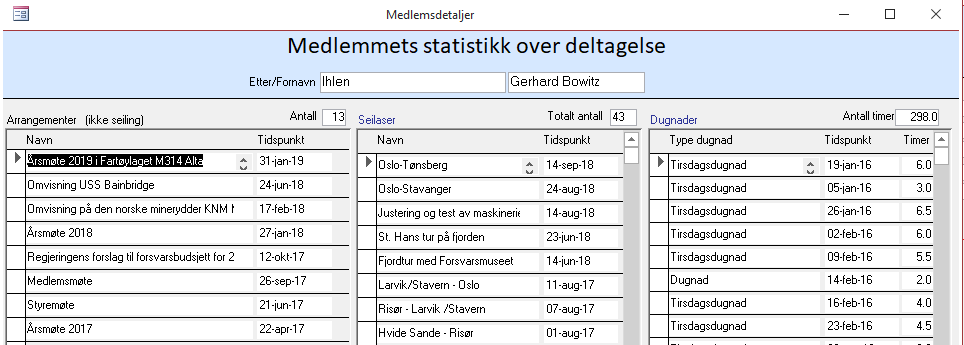 Medlemsdetaljer
Medlemmets statistikk over deltagelse
Etter/Fornavn Ihlen Gerhard Bowitz
Arrangementer (ikke seiling) Antall 13
Navn Tidspunkt
Årsmøte 2019 i Fartøylaget M314 Alta 31-jan-19
Omvisning USS Bainbridge 24-jun-18
Omvisning på den norske minerydder KNM 17-feb-18
Årsmøte 2018 27-jan-18
Regjeringens forslag til forsvarsbudsjett for 2 12-okt-17
Medlemsmøte 26-sep-17
Styremøte 21-jun-17
Årsmøte 2017 22-apr-17
Seilaser Totalt antall 43
Navn Tidspunkt
Oslo-Tønsberg 14-sep-18
Oslo-Stavanger 24-aug-18
Justering og test av maskinerie 14-aug-18
St. Hans tur på fjorden 23-jun-18
Fjordtur med Forsvarsmuseet 14-jun-18
Larvik/Stavern - Oslo 11-aug-17
Risør - Larvik /Stavern 07-aug-17
Hvide Sande - Risør 01-aug-17
Dugnader Antall timer 298.0
Type dugnad Tidspunkt Timer
Tirsdagsdugnad 19-jan-16 6.0
Tirsdagsdugnad 05-jan-16 3.0
Tirsdagsdugnad 26-jan-16 6.5
Tirsdagsdugnad 02-feb-16 6.0
Tirsdagsdugnad 09-feb-16 5.5
Dugnad 14-feb-16 2.0
Tirsdagsdugnad 16-feb-16 4.0
Tirsdagsdugnad 23-feb-16 4.5